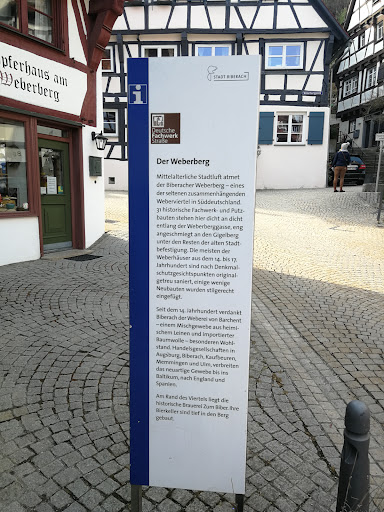 pferhaus am
Weberberg
STADT BIBERACH
i
Deutsche
Fachwerk
Straße
Der Weberberg
Mittelalterliche Stadtluft atmet
der Biberacher Weberberg – eines
der seltenen zusammenhängenden
Weberviertel in Süddeutschland.
31 historische Fachwerk- und Putz-
bauten stehen hier dicht an dicht
entlang der Weberberggasse, eng
angeschmiegt an den Gigelberg
unter den Resten der alten Stadt-
befestigung. Die meisten der
Weberhäuser aus dem 14. bis 17.
Jahrhundert sind nach Denkmal-
schutzgesichtspunkten original-
getreu saniert, einige wenige
Neubauten wurden stilgerecht
eingefügt.
Seit dem 14. Jahrhundert verdankt
Biberach der Weberei von Barchent
– einem Mischgewebe aus heimi-
schem Leinen und importierter
Baumwolle – besonderen Wohl-
stand. Handelsgesellschaften in
Augsburg, Biberach, Kaufbeuren,
Memmingen und Ulm, verbreiten
das neuartige Gewebe bis ins
Baltikum, nach England und
Spanien.
Am Rand des Viertels liegt die
historische Brauerei Zum Biber. Ihre
Bierkeller sind tief in den Berg
gebaut.